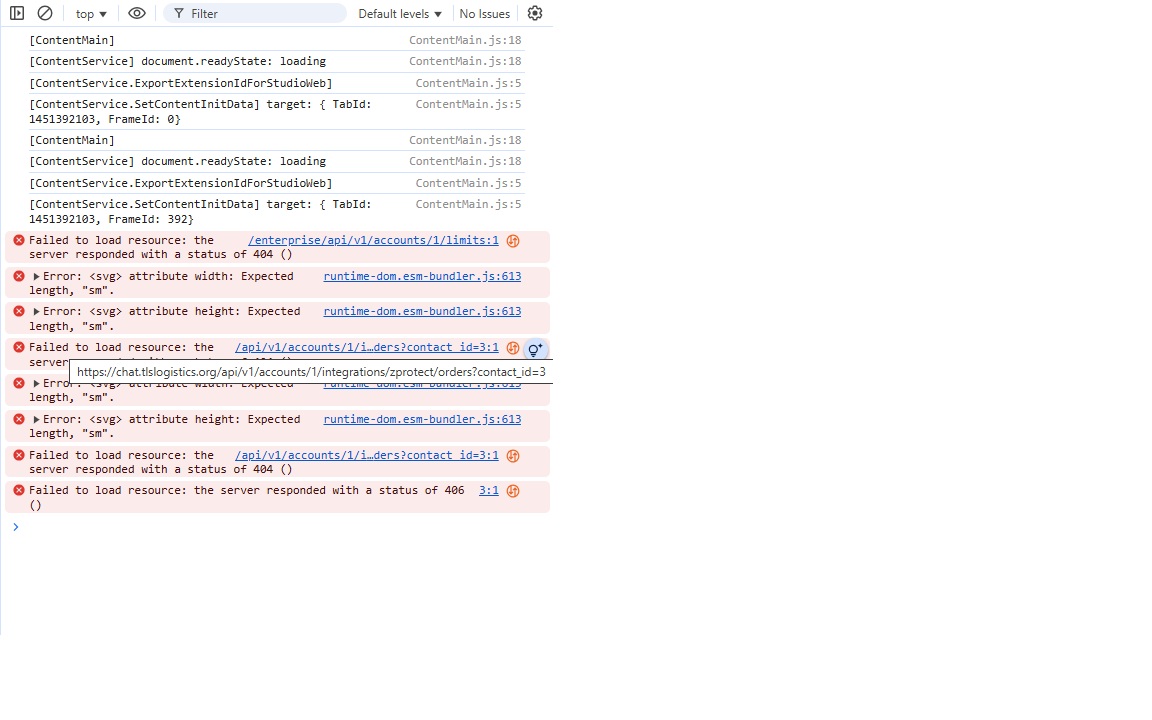 top Filter Default levels No Issues
[ContentMain] ContentMain.js:18
[ContentService] document.readyState: loading ContentMain.js:18
[ContentService.ExportExtensionIdForStudioWeb] ContentMain.js:5
[ContentService.SetContentInitData] target: { TabId: ContentMain.js:5
1451392103, FrameId: 0}
[ContentMain] ContentMain.js:18
[ContentService] document.readyState: loading ContentMain.js:18
[ContentService.ExportExtensionIdForStudioWeb] ContentMain.js:5
[ContentService.SetContentInitData] target: { TabId: ContentMain.js:5
1451392103, FrameId: 392}
Failed to load resource: the /enterprise/api/v1/accounts/1/limits:1
server responded with a status of 404 ()
Error: <svg> attribute width: Expected runtime-dom.esm-bundler.js:613
length, "sm".
Error: <svg> attribute height: Expected runtime-dom.esm-bundler.js:613
length, "sm".
Failed to load resource: the /api/v1/accounts/1/i…ders?contact_id=3:1
server
https://chat.tlslogistics.org/api/v1/accounts/1/integrations/zprotect/orders?contact_id=3
Error: <svg> attribute width: Expected runtime-dom.esm-bundler.js:613
length, "sm".
Error: <svg> attribute height: Expected runtime-dom.esm-bundler.js:613
length, "sm".
Failed to load resource: the /api/v1/accounts/1/i…ders?contact_id=3:1
server responded with a status of 404 ()
Failed to load resource: the server responded with a status of 406 3:1
()